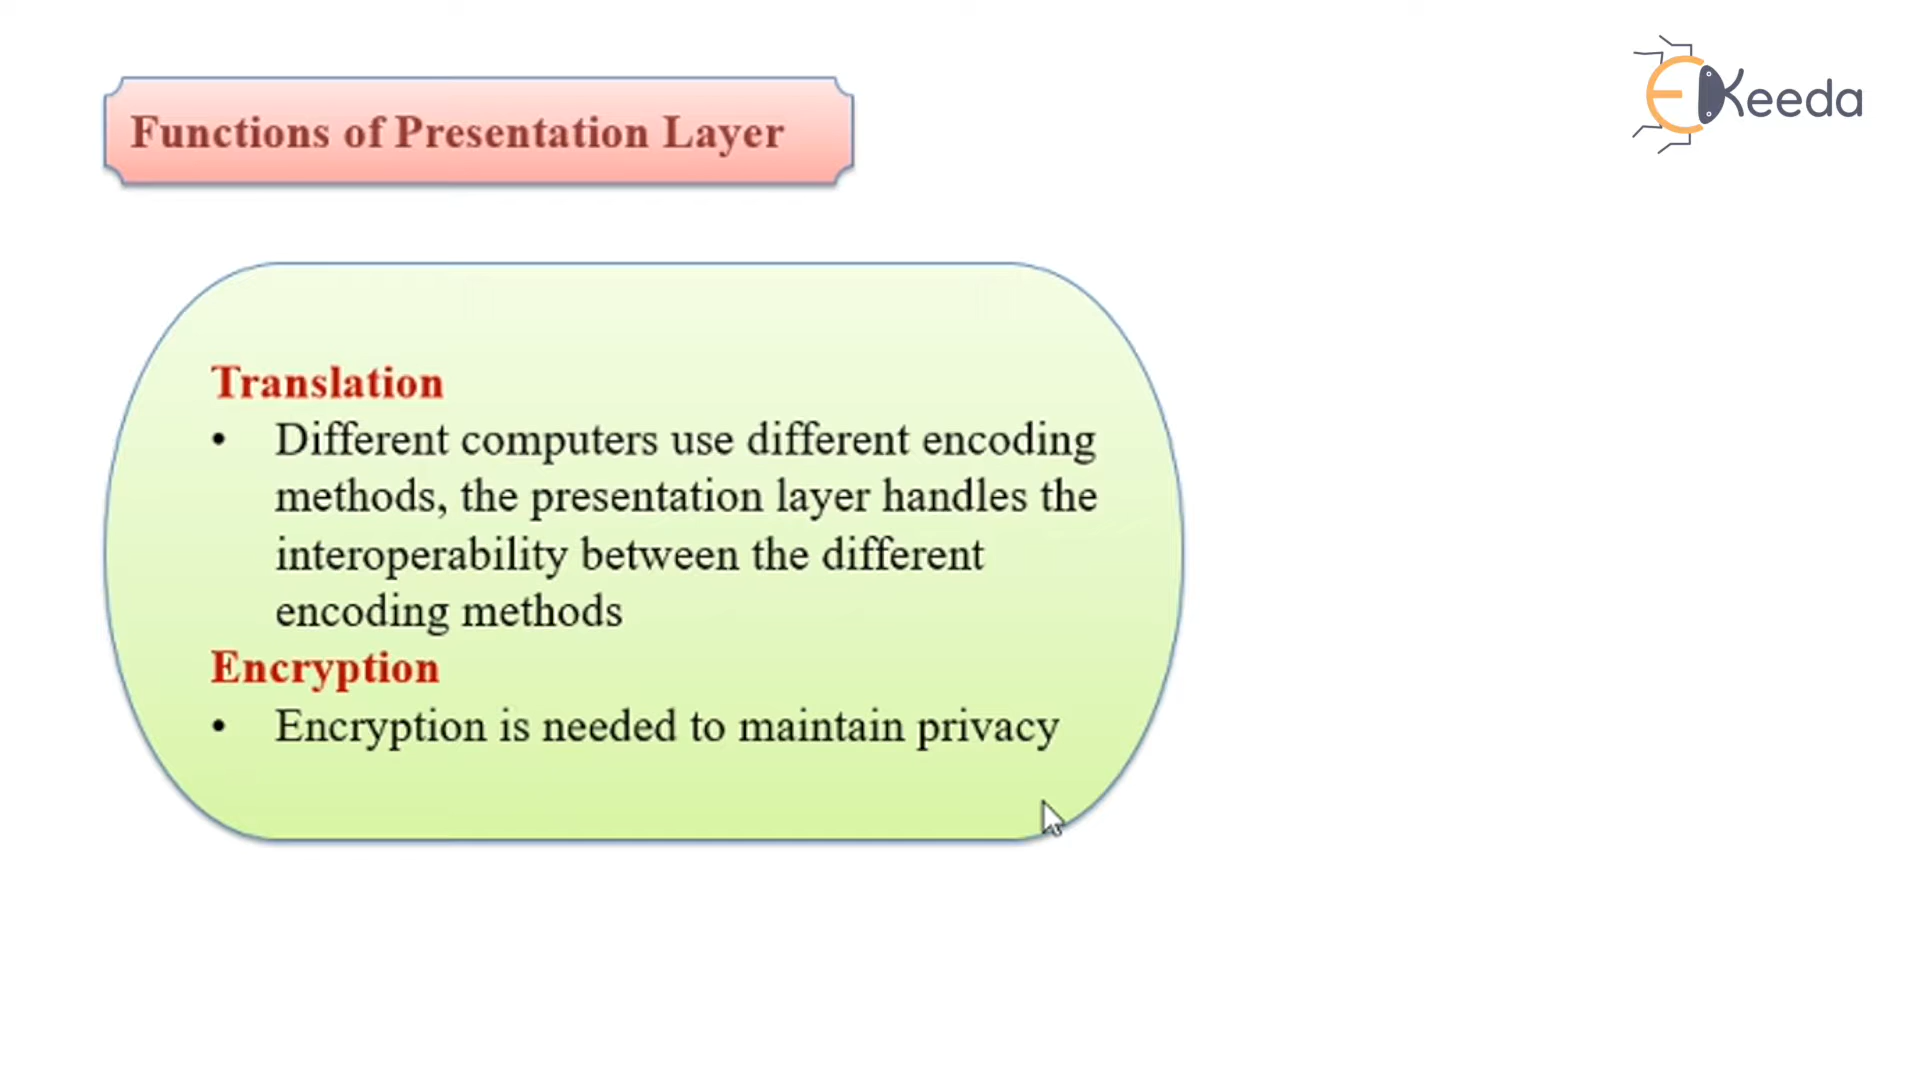 EKeeda
Functions of Presentation Layer
Translation
• Different computers use different encoding
methods, the presentation layer handles the
interoperability between the different
encoding methods
Encryption
• Encryption is needed to maintain privacy